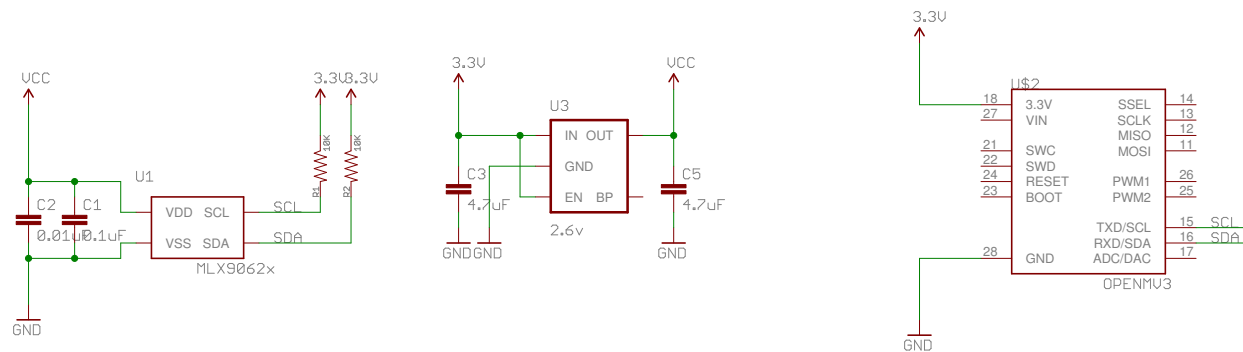 VCC
3.3V
3.3V
10K
10K
R1
R2
U1
C2
0.01uF
C1
0.1uF
VDD SCL
VSS SDA
SCL
SDA
MLX9062x
GND
3.3V
VCC
U3
IN OUT
GND
EN BP
2.6v
C3
4.7uF
C5
4.7uF
GND
GND
GND
3.3V
U$2
18 3.3V SSEL 14
27 VIN SCLK 13
MISO 12
21 SWC MOSI 11
22 SWD
24 RESET PWM1 26
23 BOOT PWM2 25
TXD/SCL 15 SCL
RXD/SDA 16 SDA
28 GND ADC/DAC 17
OPENMV3
GND